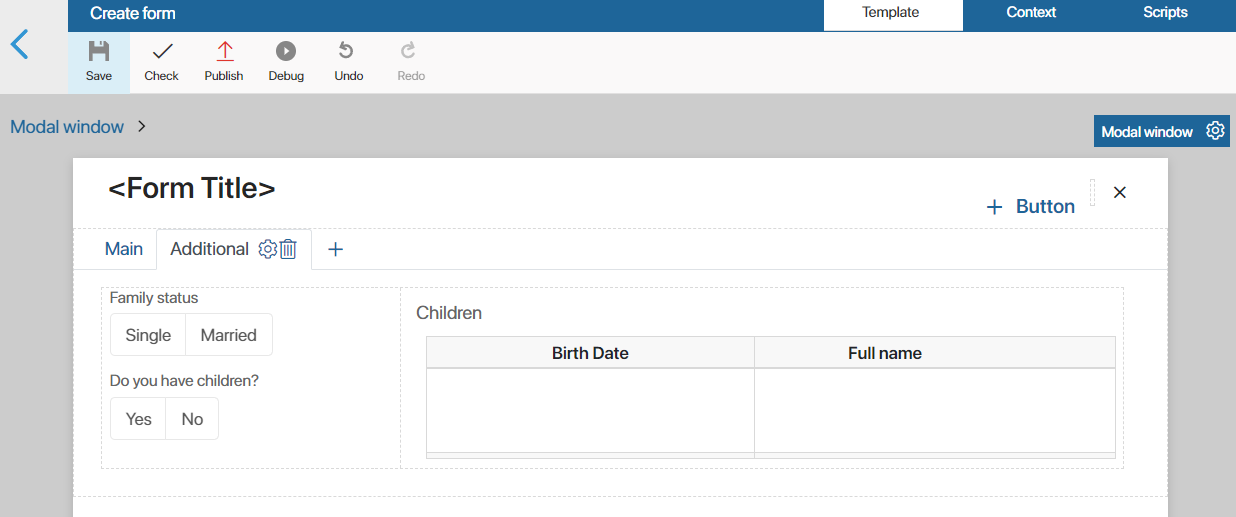 Create form
Template Context Scripts
Save Check Publish Debug Undo Redo
Modal window
Modal window
<Form Title>
Button
Main Additional
Family status
Single Married
Do you have children?
Yes No
Children
Birth Date Full name